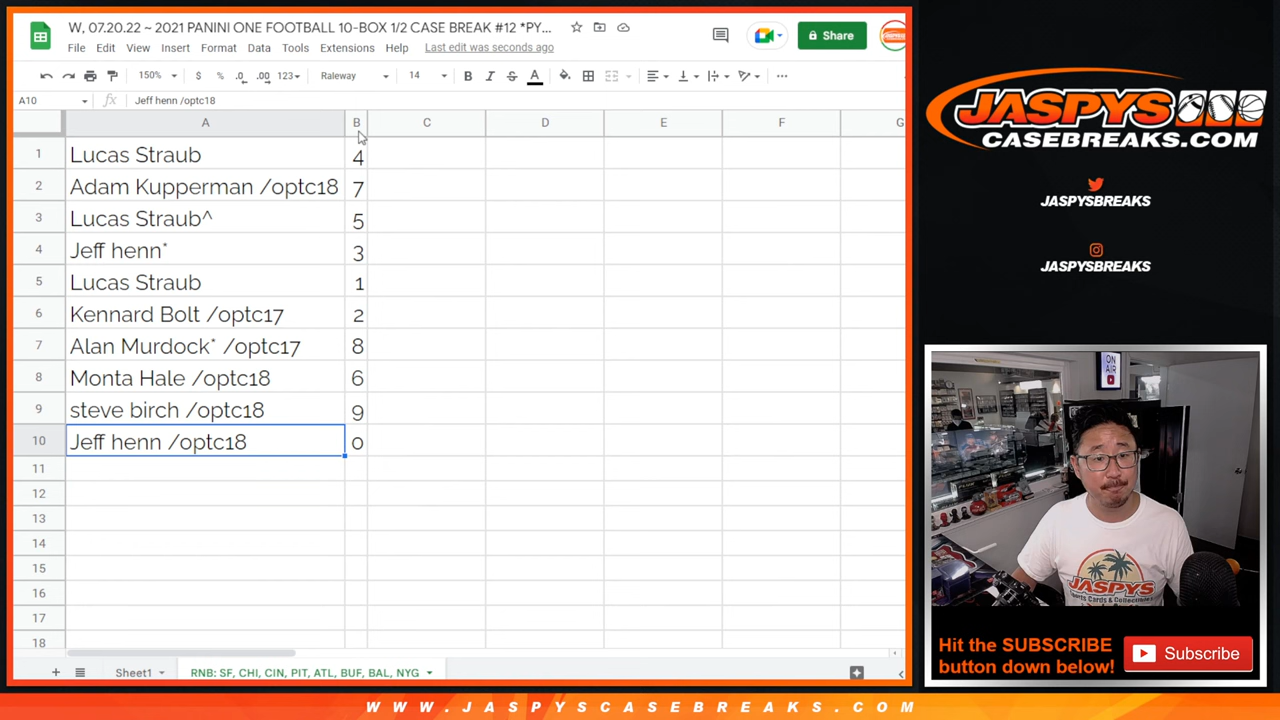 W, 07.20.22 ~ 2021 PANINI ONE FOOTBALL 10-BOX 1/2 CASE BREAK #12 *PY
File Edit View Insert Format Data Tools Extensions Help Last edit was seconds ago
Share
150% $ % .0 .00 123 Raleway 14 B I S A
A10 fx Jeff henn /optc18
A B C D E F G
1 Lucas Straub 4
2 Adam Kupperman /optc18 7
3 Lucas Straub^ 5
4 Jeff henn* 3
5 Lucas Straub 1
6 Kennard Bolt /optc17 2
7 Alan Murdock* /optc17 8
8 Monta Hale /optc18 6
9 steve birch /optc18 9
10 Jeff henn /optc18 0
11
12
13
14
15
16
17
18
Sheet1 RNB: SF, CHI, CIN, PIT, ATL, BUF, BAL, NYG
JASPYS
CASEBREAKS.COM
JASPYSBREAKS
JASPYSBREAKS
ON
AIR
JASPYS
Sports Cards & Collectibles
Hit the SUBSCRIBE
button down below!
Subscribe
WWW.JASPYSCASEBREAKS.COM